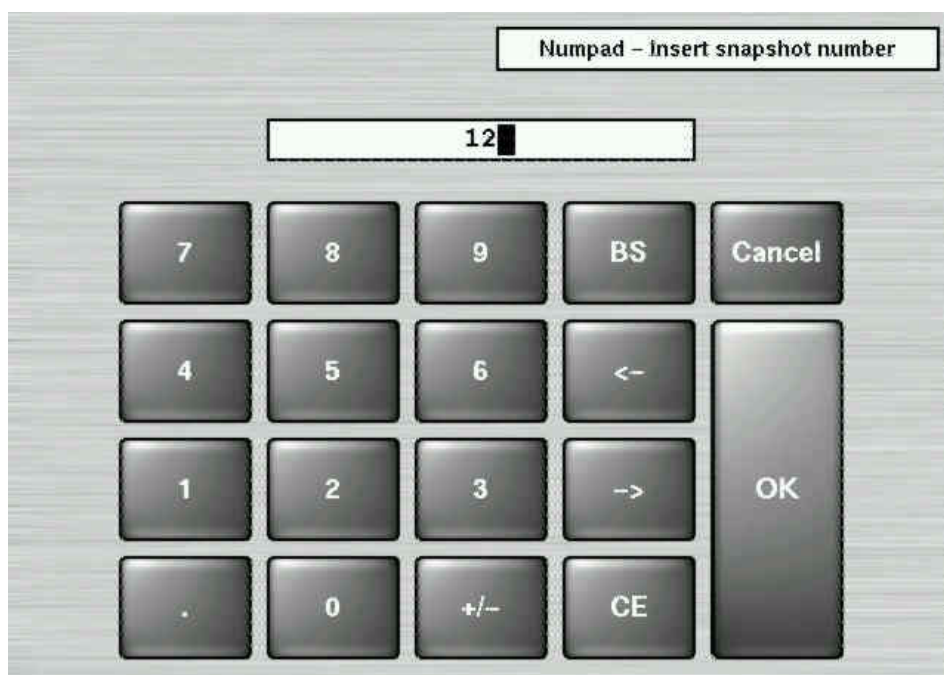 Numpad – Insert snapshot number
12
7 8 9 BS Cancel
4 5 6 <–
1 2 3 –> OK
. 0 +/– CE